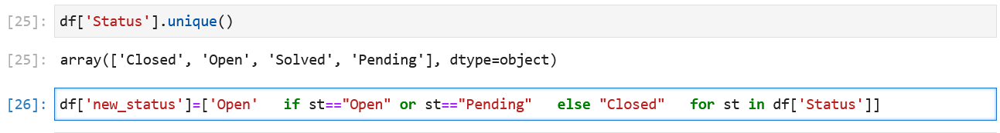 [25]: df['Status'].unique()
[25]: array(['Closed', 'Open', 'Solved', 'Pending'], dtype=object)
[26]: df['new_status']=['Open'   if st=="Open" or st=="Pending"   else "Closed"   for st in df['Status']]